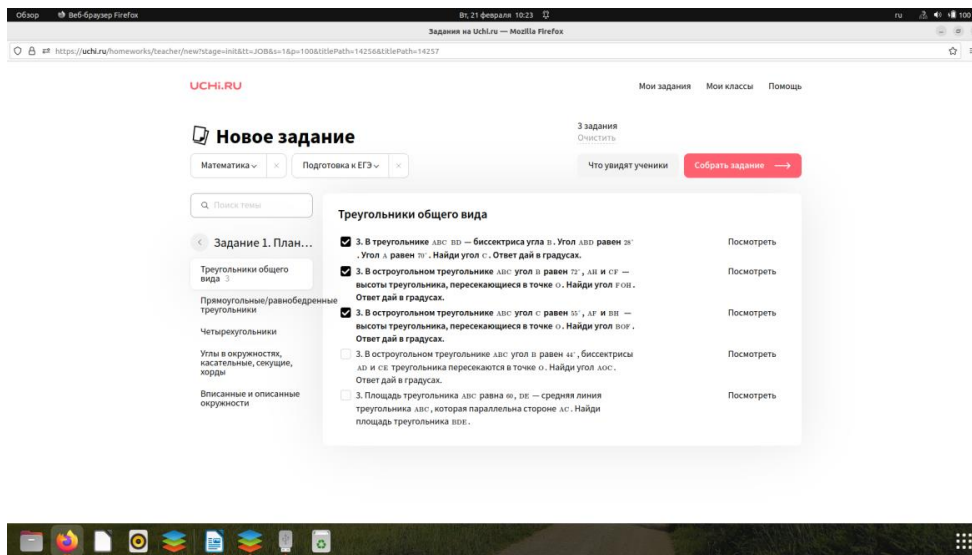 Обзор Веб-браузер Firefox Вт, 21 февраля 10:23 ru 100
Задания на Uchi.ru — Mozilla Firefox
https://uchi.ru/homeworks/teacher/new?stage=init&tt=JOB&s=1&p=100&titlePath=14256&titlePath=14257
UCHi.RU Мои задания Мои классы Помощь
Новое задание
3 задания
Очистить
Математика × Подготовка к ЕГЭ × Что увидят ученики Собрать задание →
Поиск темы
Задание 1. План...
Треугольники общего
вида 3
Прямоугольные/равнобедренные
треугольники
Четырехугольники
Углы в окружностях,
касательные, секущие,
хорды
Вписанные и описанные
окружности
Треугольники общего вида
3. В треугольнике ABC BD — биссектриса угла B. Угол ABD равен 28°
. Угол A равен 70°. Найди угол C. Ответ дай в градусах.
Посмотреть
3. В остроугольном треугольнике ABC угол B равен 72°, AH и CF —
высоты треугольника, пересекающиеся в точке O. Найди угол FOH.
Ответ дай в градусах.
Посмотреть
3. В остроугольном треугольнике ABC угол C равен 55°, AF и BH —
высоты треугольника, пересекающиеся в точке O. Найди угол BOF.
Ответ дай в градусах.
Посмотреть
3. В остроугольном треугольнике ABC угол B равен 44°, биссектрисы
AD и CE треугольника пересекаются в точке O. Найди угол AOC.
Ответ дай в градусах.
Посмотреть
3. Площадь треугольника ABC равна 60, DE — средняя линия
треугольника ABC, которая параллельна стороне AC. Найди
площадь треугольника BDE.
Посмотреть